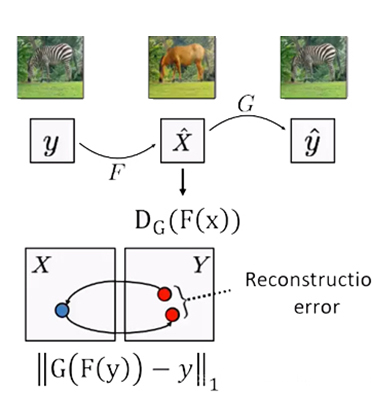 G
y
X̂
ŷ
F
D_G(F(x))
X
Y
Reconstructio
error
‖G(F(y)) − y‖₁